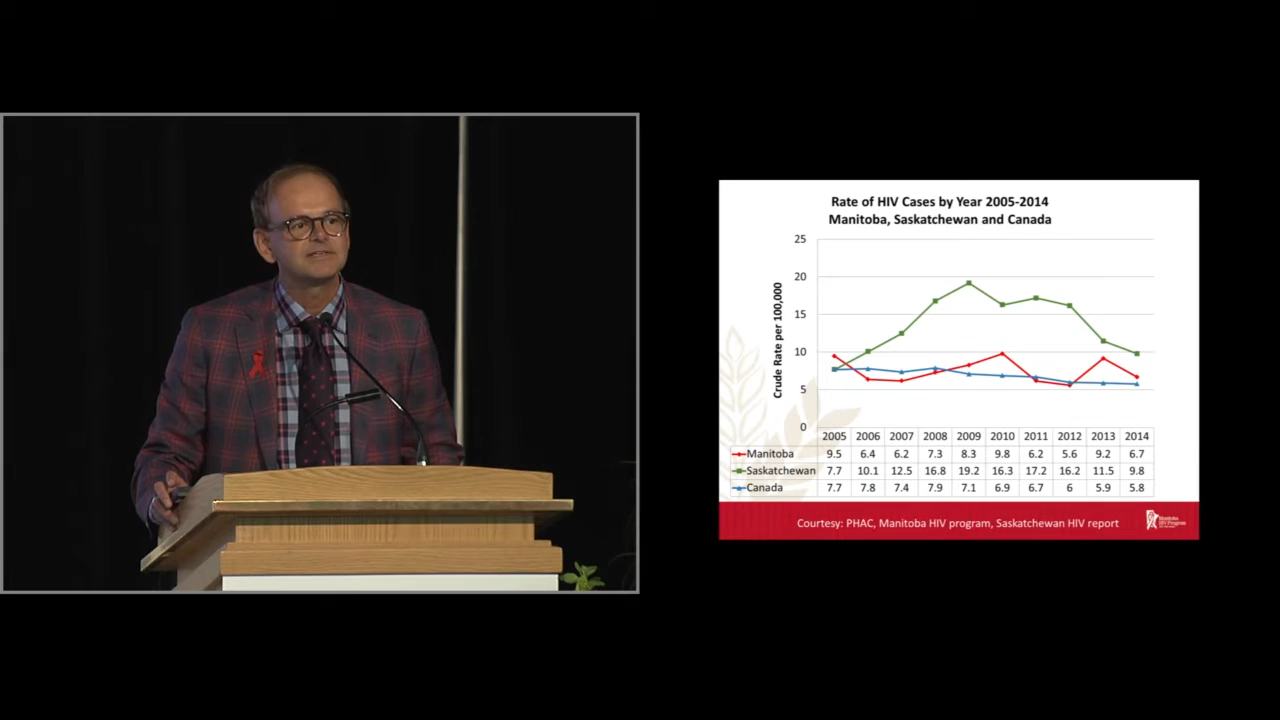 Rate of HIV Cases by Year 2005-2014
Manitoba, Saskatchewan and Canada
Crude Rate per 100,000
25
20
15
10
5
0
2005 2006 2007 2008 2009 2010 2011 2012 2013 2014
Manitoba 9.5 6.4 6.2 7.3 8.3 9.8 6.2 5.6 9.2 6.7
Saskatchewan 7.7 10.1 12.5 16.8 19.2 16.3 17.2 16.2 11.5 9.8
Canada 7.7 7.8 7.4 7.9 7.1 6.9 6.7 6 5.9 5.8
Courtesy: PHAC, Manitoba HIV program, Saskatchewan HIV report
Manitoba
HIV Program